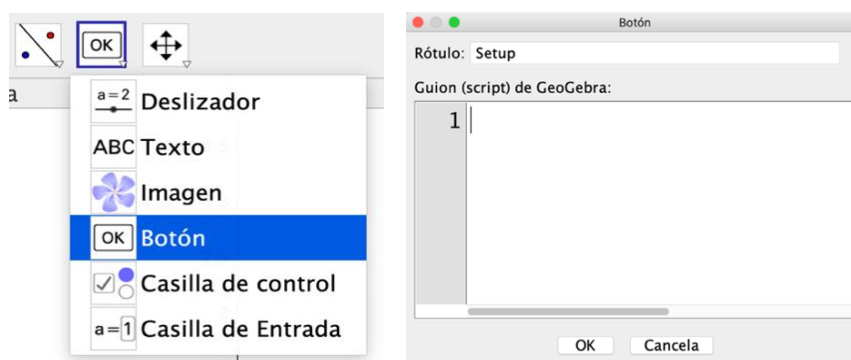 OK
a
a=2 Deslizador
ABC Texto
Imagen
OK Botón
Casilla de control
a=1 Casilla de Entrada
Botón
Rótulo: Setup
Guion (script) de GeoGebra:
1
OK Cancela